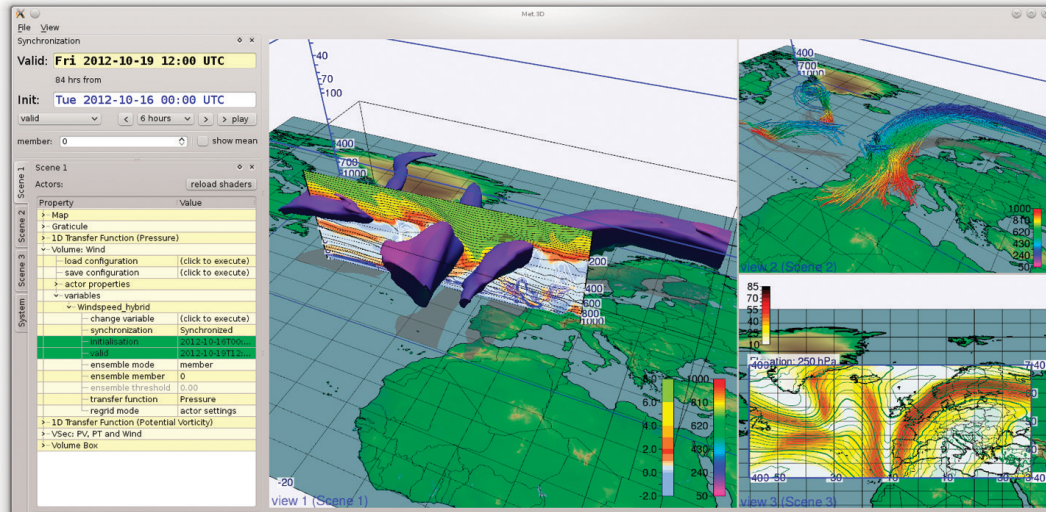 Met.3D
File View
Synchronization
Valid: Fri 2012-10-19 12:00 UTC
84 hrs from
Init: Tue 2012-10-16 00:00 UTC
valid < 6 hours > > play
member: 0 show mean
Scene 1
Scene 2
Scene 3
System
Scene 1
Actors: reload shaders
Property Value
Map
Graticule
1D Transfer Function (Pressure)
Volume: Wind
load configuration (click to execute)
save configuration (click to execute)
actor properties
variables
Windspeed_hybrid
change variable (click to execute)
synchronization Synchronized
initialisation 2012-10-16T00:...
valid 2012-10-19T12:...
ensemble mode member
ensemble member 0
ensemble threshold 0.00
transfer function Pressure
regrid mode actor settings
1D Transfer Function (Potential Vorticity)
VSec: PV, PT and Wind
Volume Box
-40
-70
-100
400
700
1000
200
400
600
800
1000
8.0
6.0
4.0
2.0
2.0
0.0
-2.0
1000
810
620
430
240
50
-20
view 1 (Scene 1)
400
700
1000
1000
810
620
430
240
50
view 2 (Scene 2)
85
70
55
40
25
10
Elevation: 250 hPa
view 3 (Scene 3)